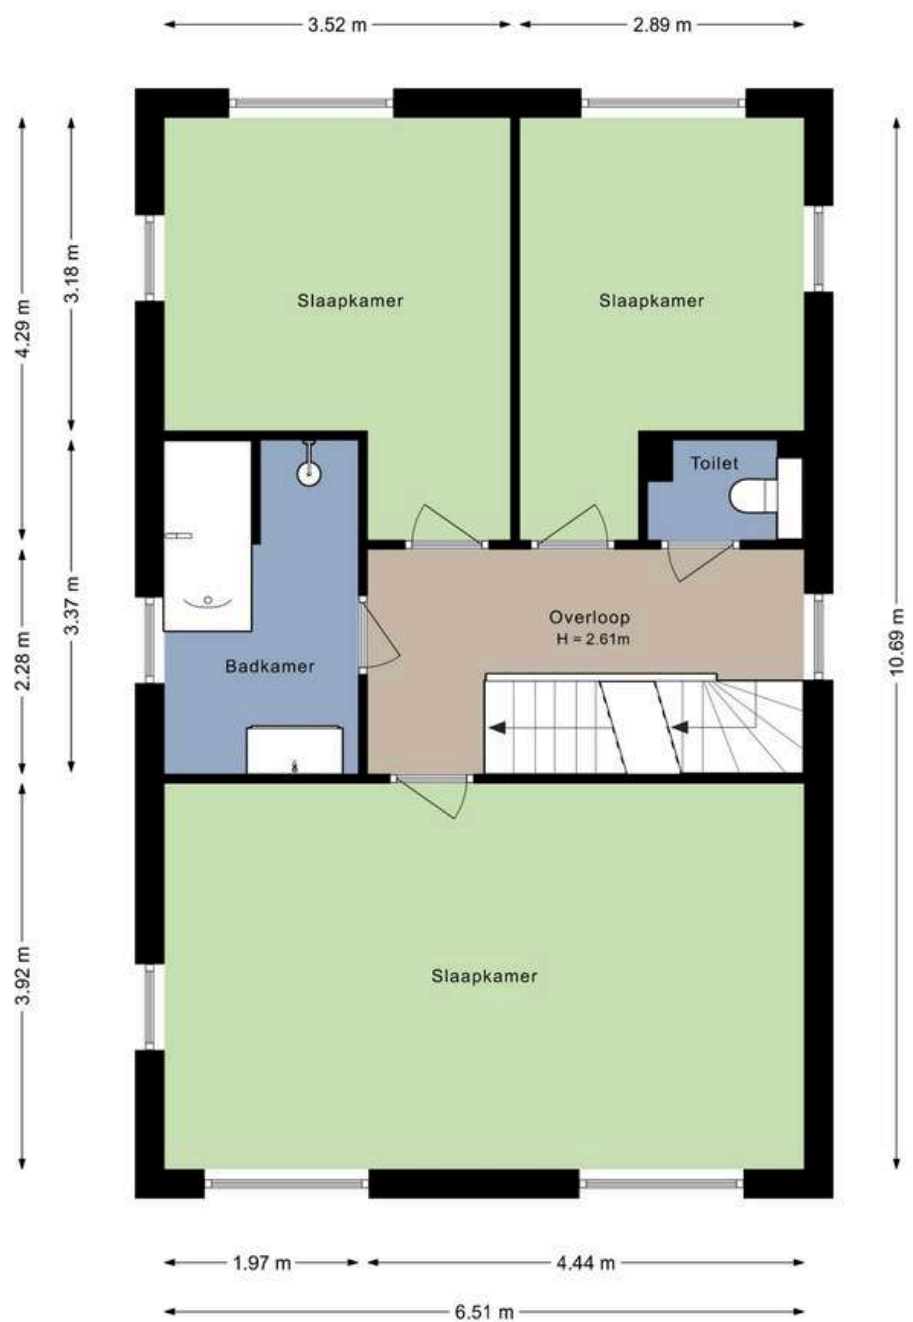 3.52 m
2.89 m
4.29 m
3.18 m
Slaapkamer
Slaapkamer
Toilet
3.37 m
2.28 m
Overloop
H = 2.61m
10.69 m
Badkamer
3.92 m
Slaapkamer
1.97 m
4.44 m
6.51 m